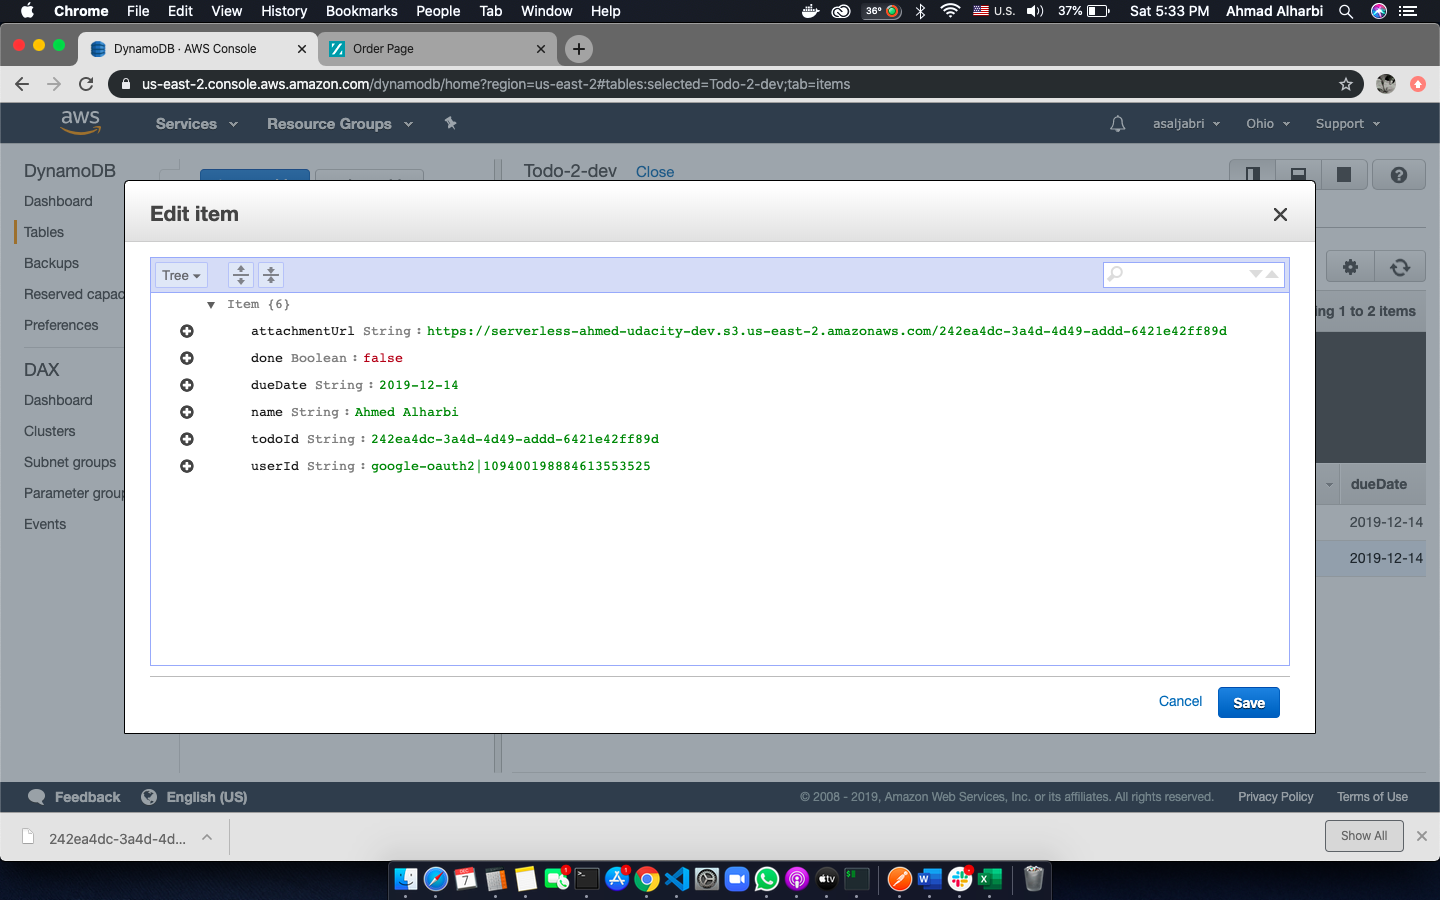 Chrome File Edit View History Bookmarks People Tab Window Help 36° U.S. 37% Sat 5:33 PM Ahmad Alharbi
DynamoDB · AWS Console Order Page
us-east-2.console.aws.amazon.com/dynamodb/home?region=us-east-2#tables:selected=Todo-2-dev;tab=items
aws Services Resource Groups asaljabri Ohio Support
DynamoDB
Dashboard
Tables
Backups
Reserved capac
Preferences
DAX
Dashboard
Clusters
Subnet groups
Parameter group
Events
Todo-2-dev Close
Edit item
Tree
Item {6}
attachmentUrl String : https://serverless-ahmed-udacity-dev.s3.us-east-2.amazonaws.com/242ea4dc-3a4d-4d49-addd-6421e42ff89d
done Boolean : false
dueDate String : 2019-12-14
name String : Ahmed Alharbi
todoId String : 242ea4dc-3a4d-4d49-addd-6421e42ff89d
userId String : google-oauth2|109400198884613553525
Cancel Save
ing 1 to 2 items
dueDate
2019-12-14
2019-12-14
Feedback English (US) © 2008 - 2019, Amazon Web Services, Inc. or its affiliates. All rights reserved. Privacy Policy Terms of Use
242ea4dc-3a4d-4d... Show All
7 1 1 tv